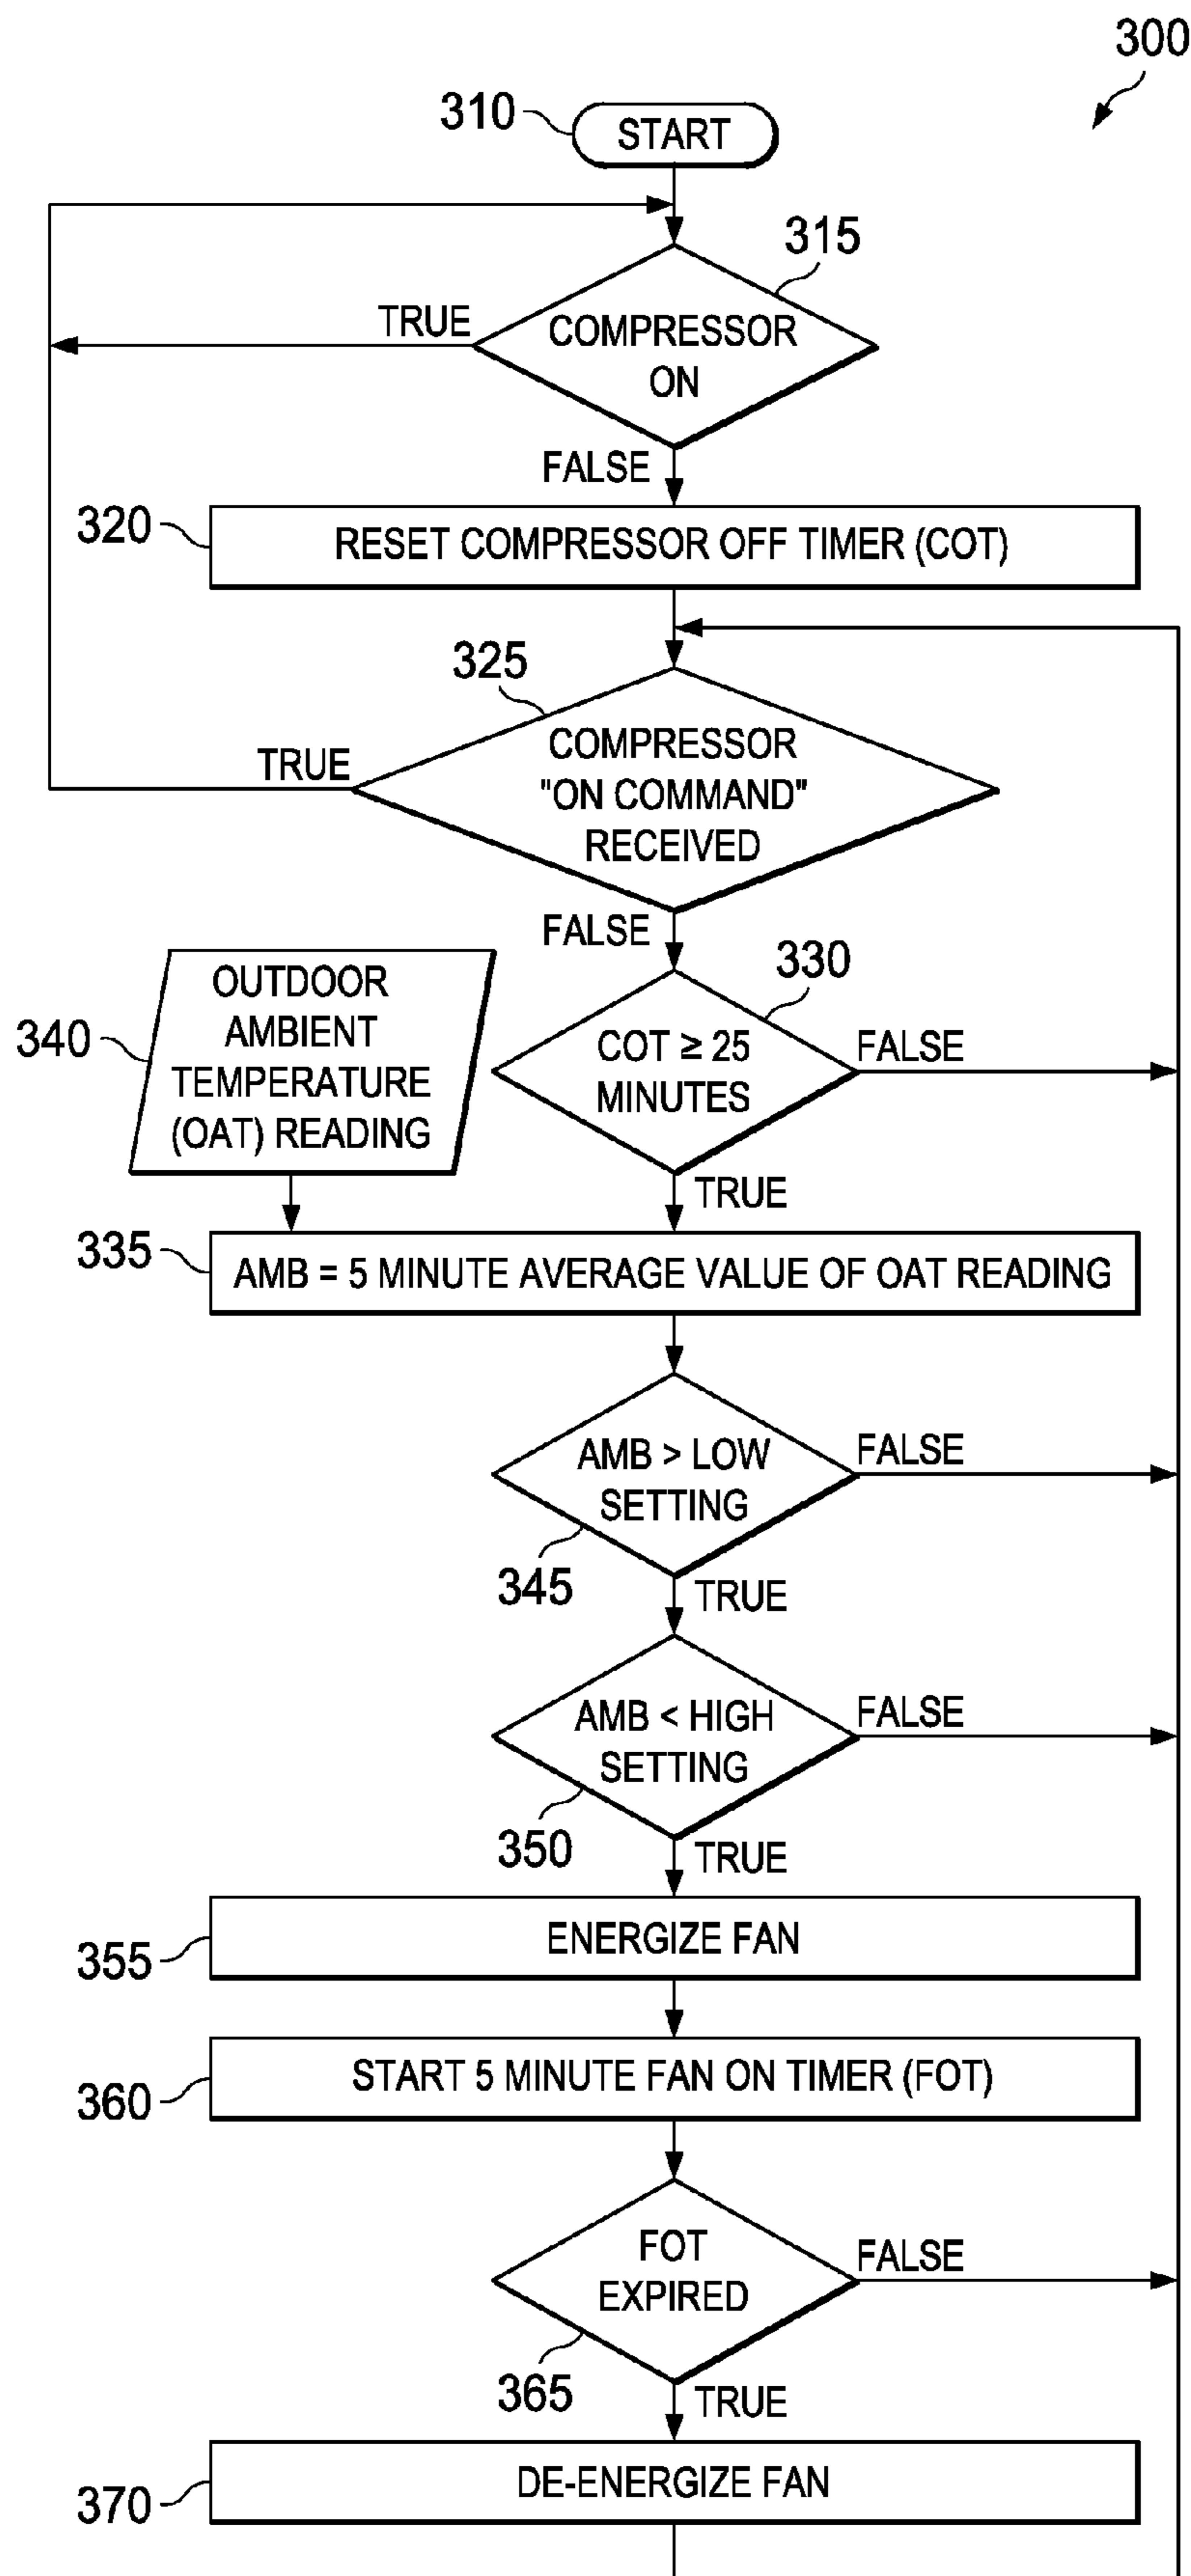 300
310
START
315
TRUE
COMPRESSOR
ON
FALSE
320
RESET COMPRESSOR OFF TIMER (COT)
325
TRUE
COMPRESSOR
"ON COMMAND"
RECEIVED
FALSE
330
COT ≥ 25
MINUTES
FALSE
TRUE
340
OUTDOOR
AMBIENT
TEMPERATURE
(OAT) READING
335
AMB = 5 MINUTE AVERAGE VALUE OF OAT READING
AMB > LOW
SETTING
FALSE
345
TRUE
AMB < HIGH
SETTING
FALSE
350
TRUE
355
ENERGIZE FAN
360
START 5 MINUTE FAN ON TIMER (FOT)
FOT
EXPIRED
FALSE
365
TRUE
370
DE-ENERGIZE FAN